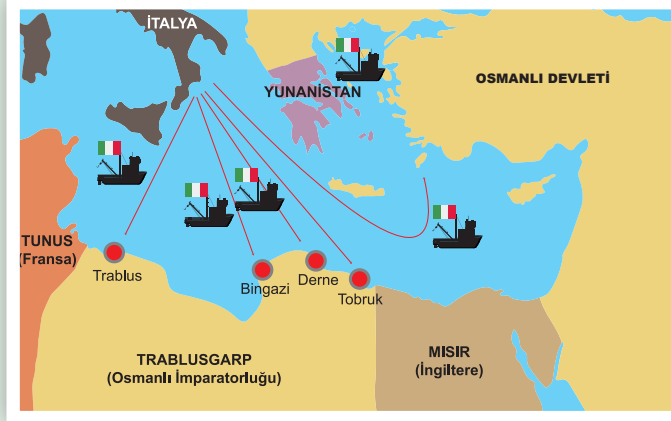 İTALYA
YUNANİSTAN
OSMANLI DEVLETİ
TUNUS
(Fransa)
Trablus
Bingazi
Derne
Tobruk
TRABLUSGARP
(Osmanlı İmparatorluğu)
MISIR
(İngiltere)